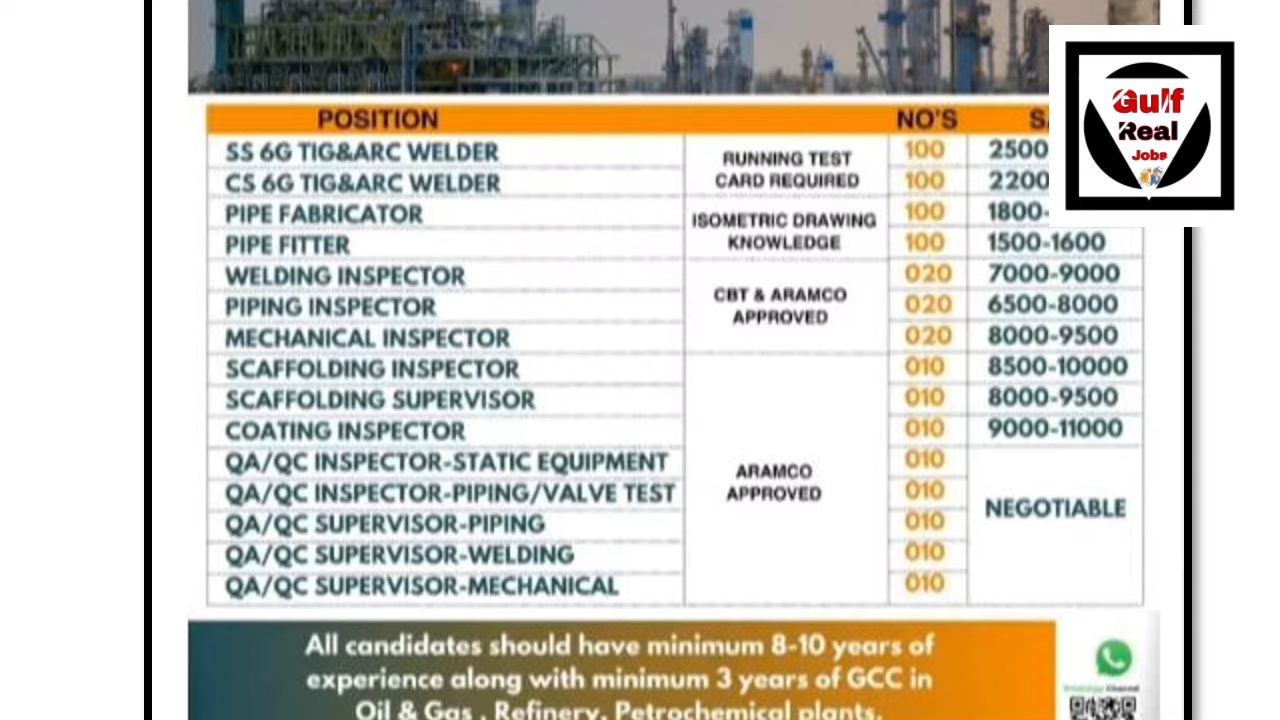 POSITION NO'S
SS 6G TIG&ARC WELDER RUNNING TEST CARD REQUIRED 100 2500
CS 6G TIG&ARC WELDER 100 2200
PIPE FABRICATOR ISOMETRIC DRAWING KNOWLEDGE 100 1800-
PIPE FITTER 100 1500-1600
WELDING INSPECTOR CBT & ARAMCO APPROVED 020 7000-9000
PIPING INSPECTOR 020 6500-8000
MECHANICAL INSPECTOR 020 8000-9500
SCAFFOLDING INSPECTOR ARAMCO APPROVED 010 8500-10000
SCAFFOLDING SUPERVISOR 010 8000-9500
COATING INSPECTOR 010 9000-11000
QA/QC INSPECTOR-STATIC EQUIPMENT 010 NEGOTIABLE
QA/QC INSPECTOR-PIPING/VALVE TEST 010
QA/QC SUPERVISOR-PIPING 010
QA/QC SUPERVISOR-WELDING 010
QA/QC SUPERVISOR-MECHANICAL 010
All candidates should have minimum 8-10 years of
experience along with minimum 3 years of GCC in
Oil & Gas , Refinery, Petrochemical plants.
Gulf
Real
Jobs